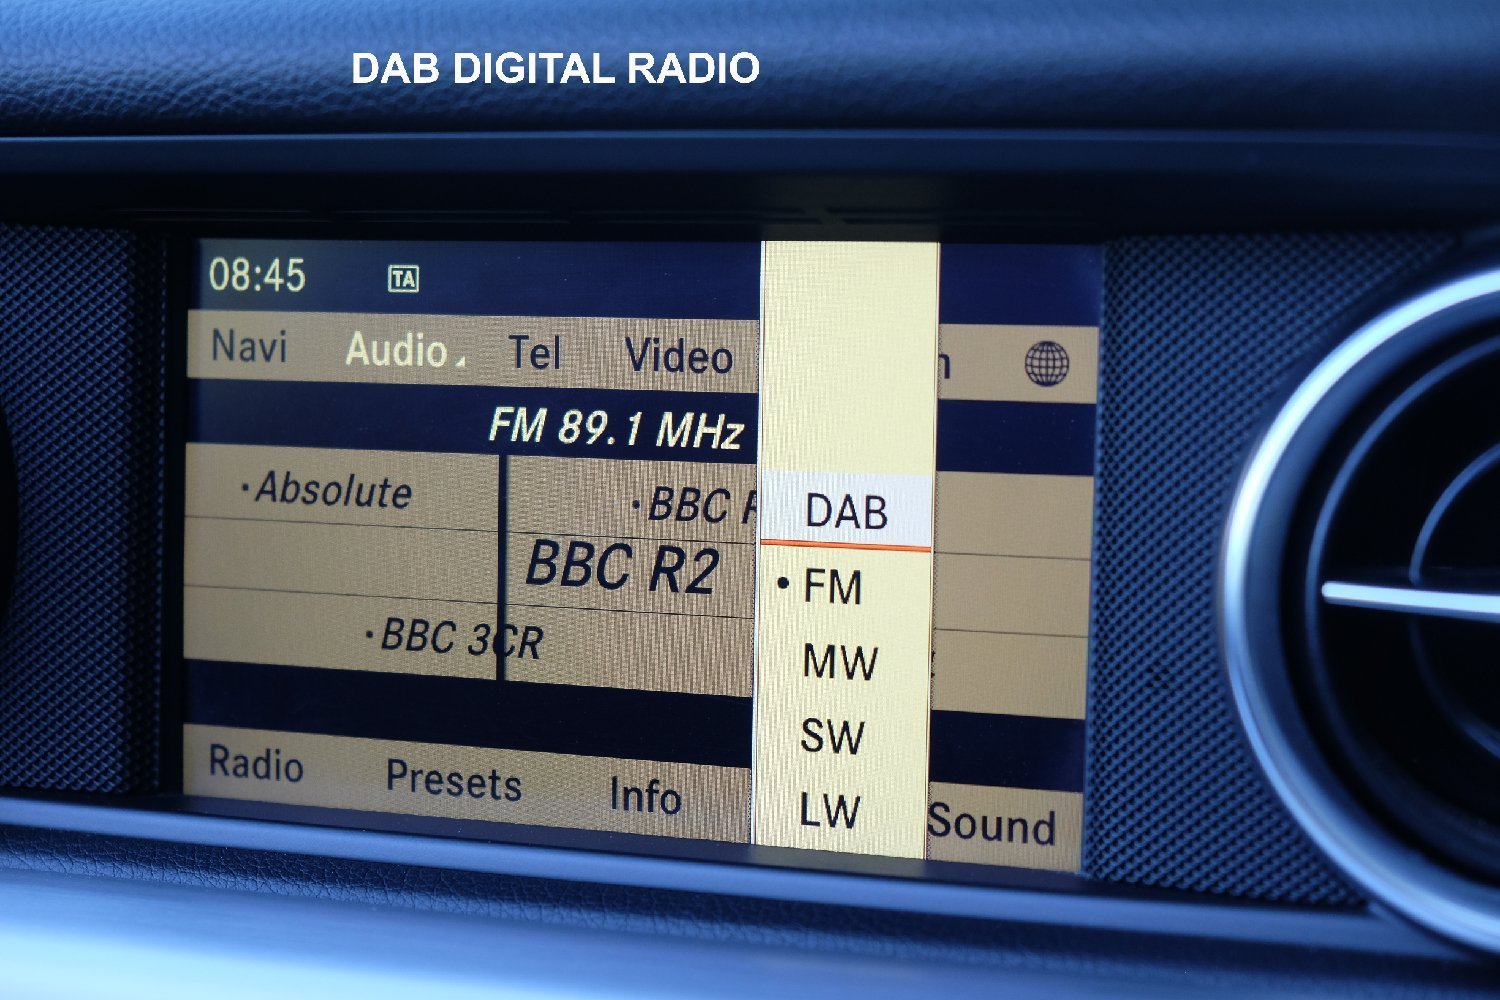 DAB DIGITAL RADIO
08:45 TA
Navi Audio Tel Video
FM 89.1 MHz
·Absolute ·BBC
BBC R2
·BBC 3CR
DAB
• FM
MW
SW
LW
Radio Presets Info Sound